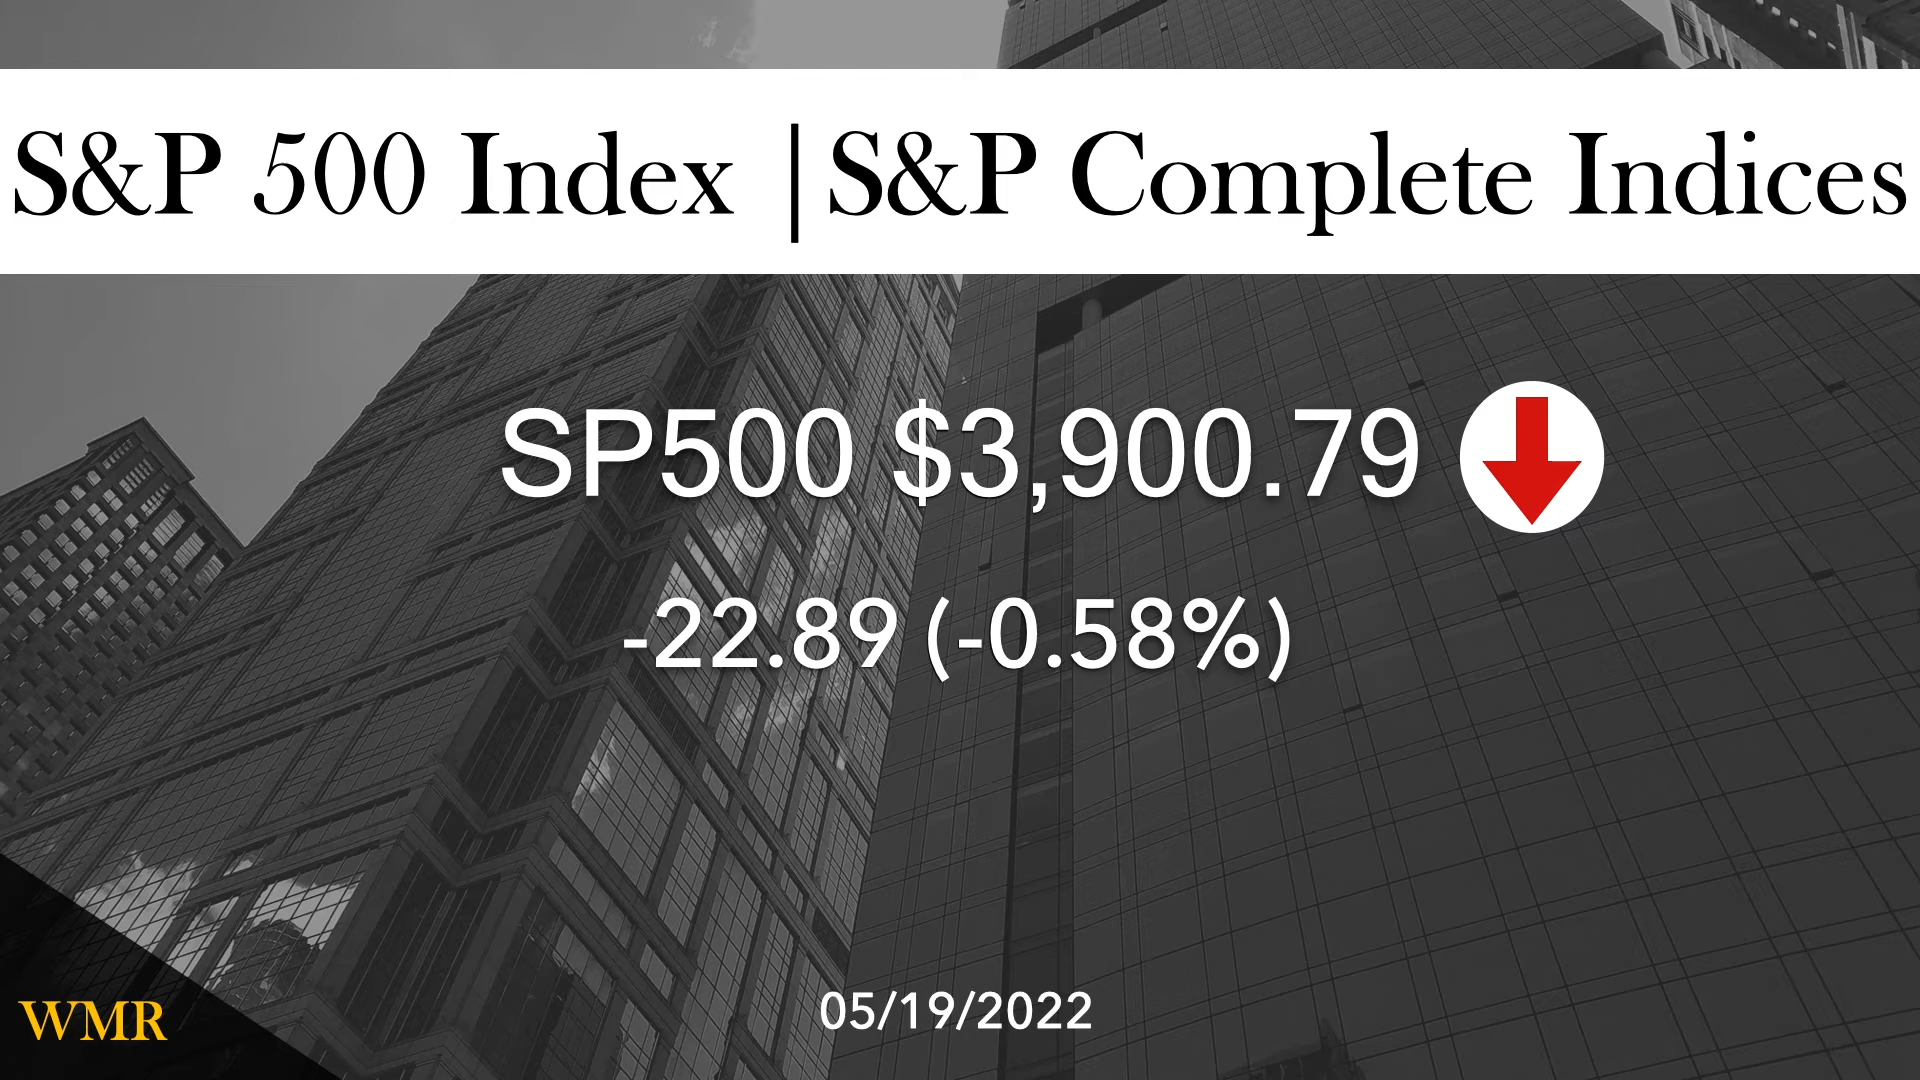 S&P 500 Index |S&P Complete Indices
SP500 $3,900.79
-22.89 (-0.58%)
05/19/2022
WMR